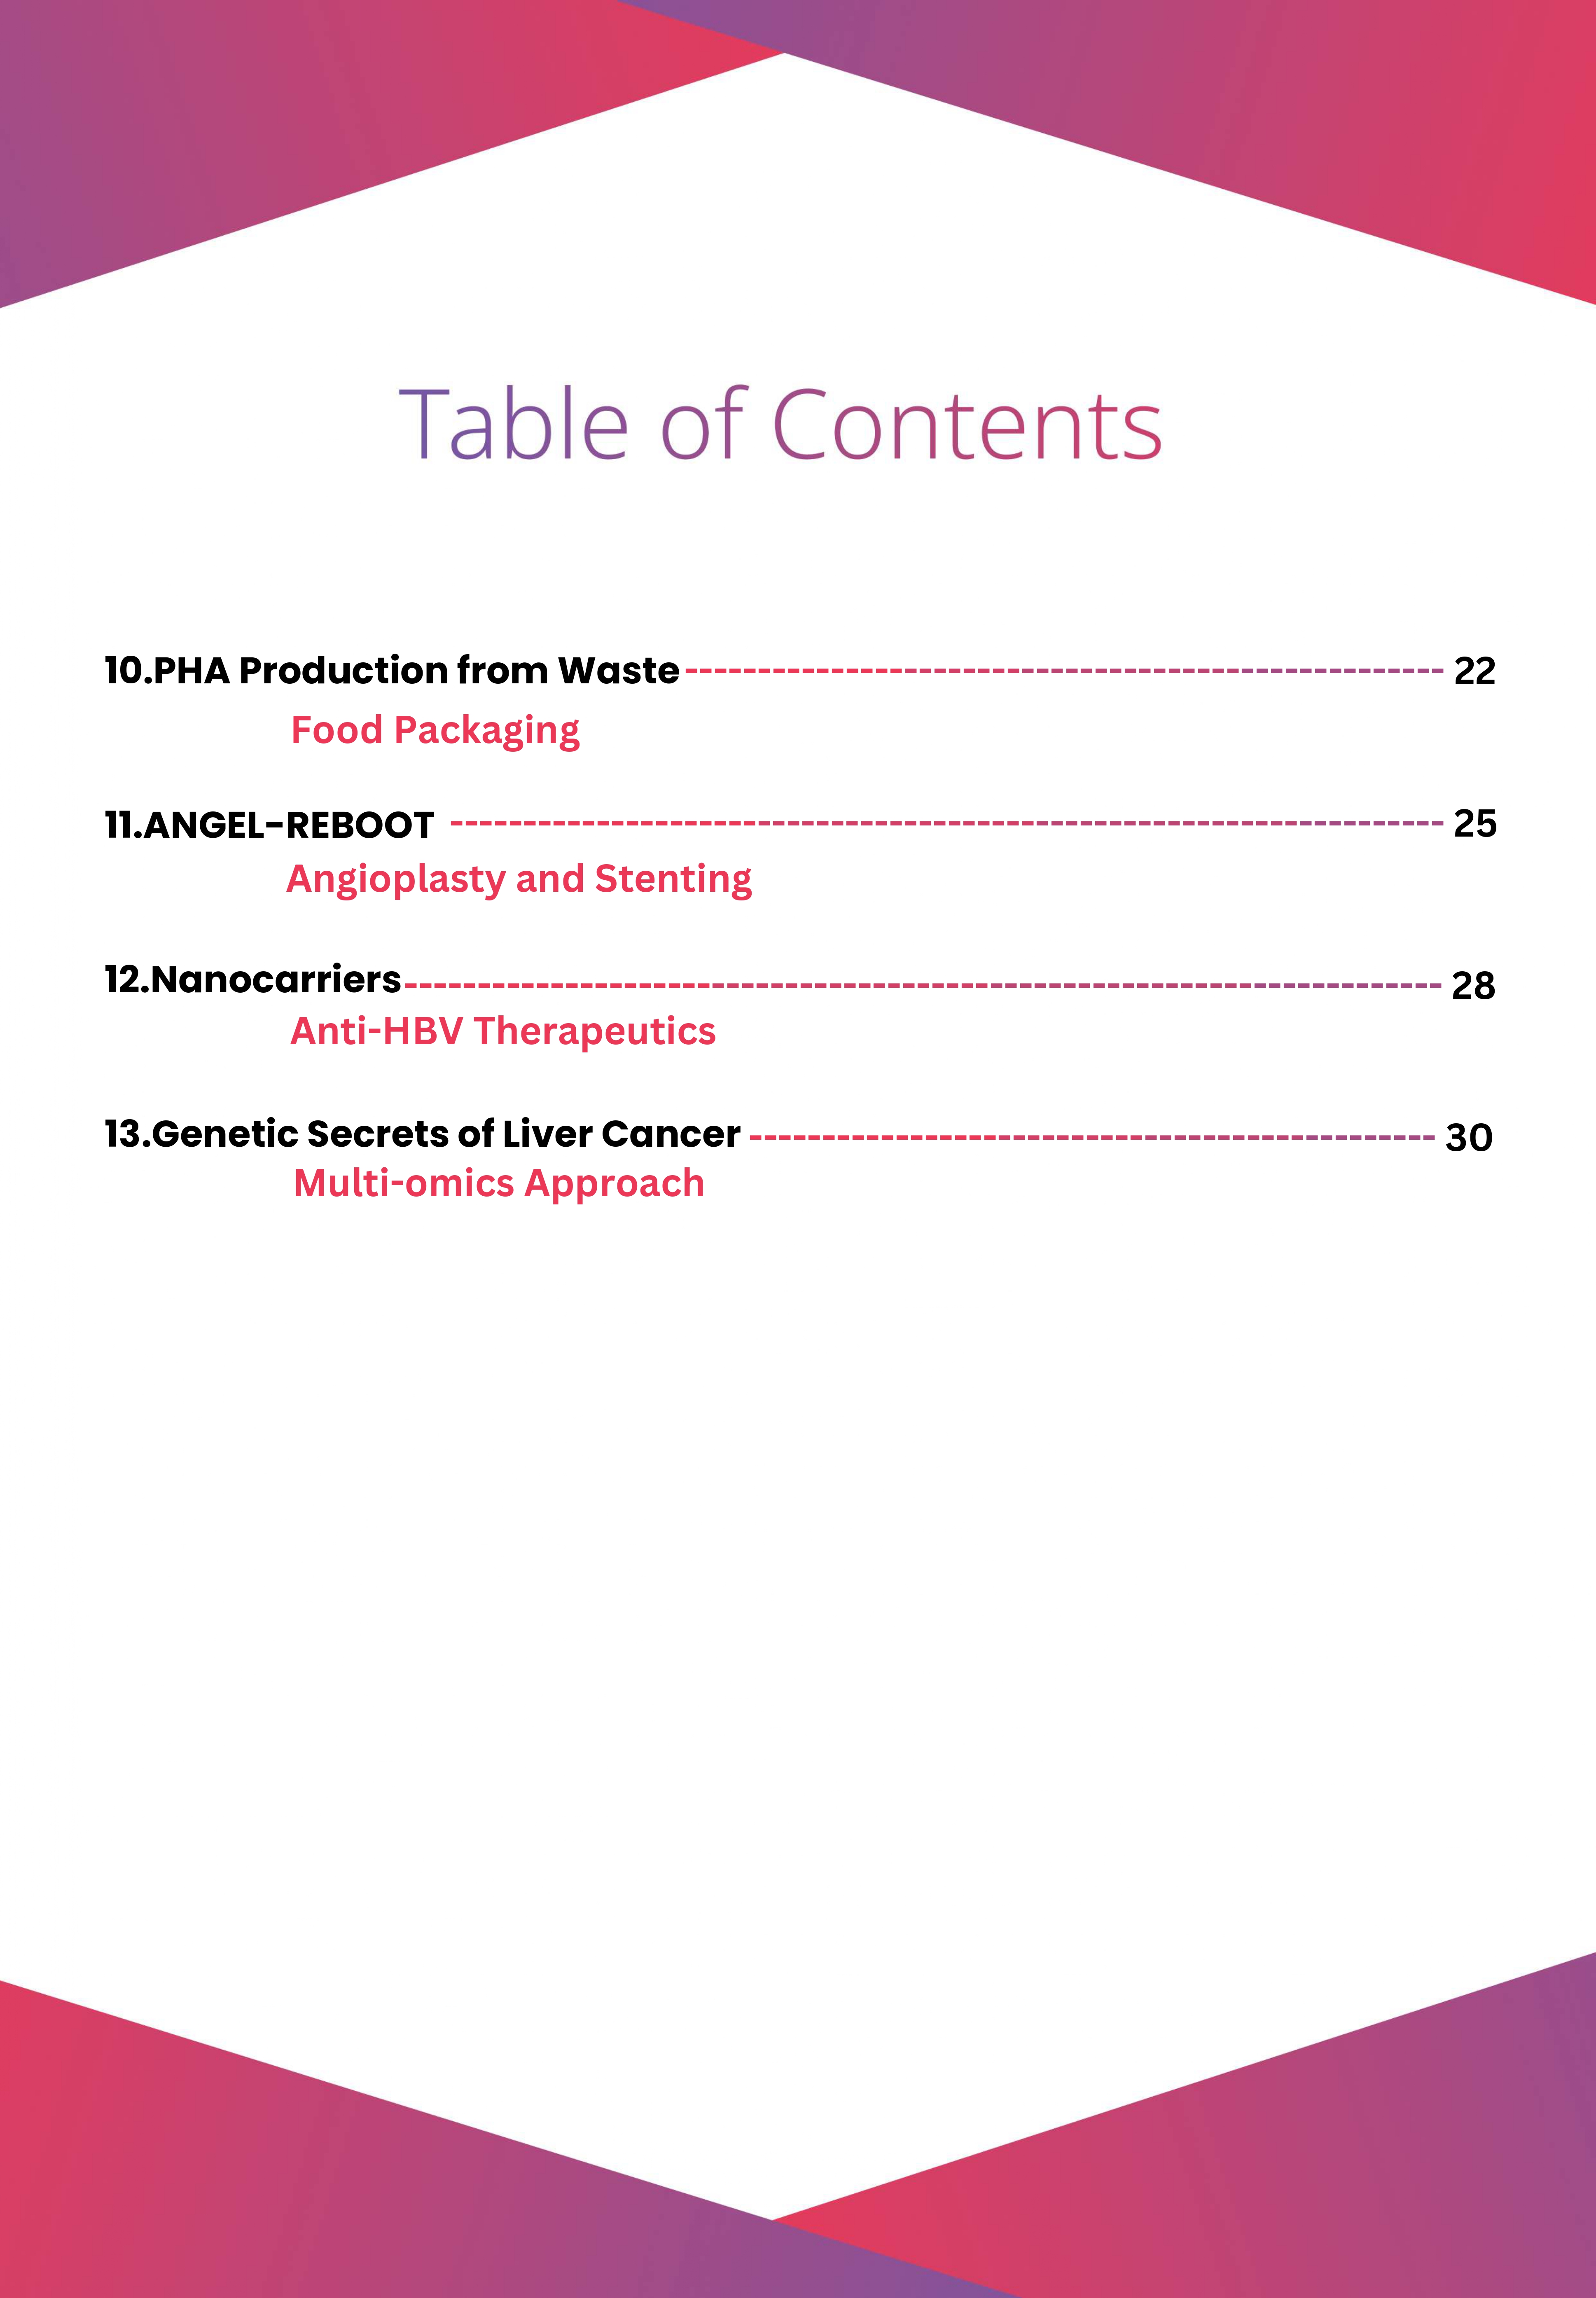 Table of Contents
10.PHA Production from Waste ---------------------------------------------------- 22
Food Packaging
11.ANGEL-REBOOT -------------------------------------------------------------------- 25
Angioplasty and Stenting
12.Nanocarriers ----------------------------------------------------------------------- 28
Anti-HBV Therapeutics
13.Genetic Secrets of Liver Cancer ----------------------------------------------- 30
Multi-omics Approach